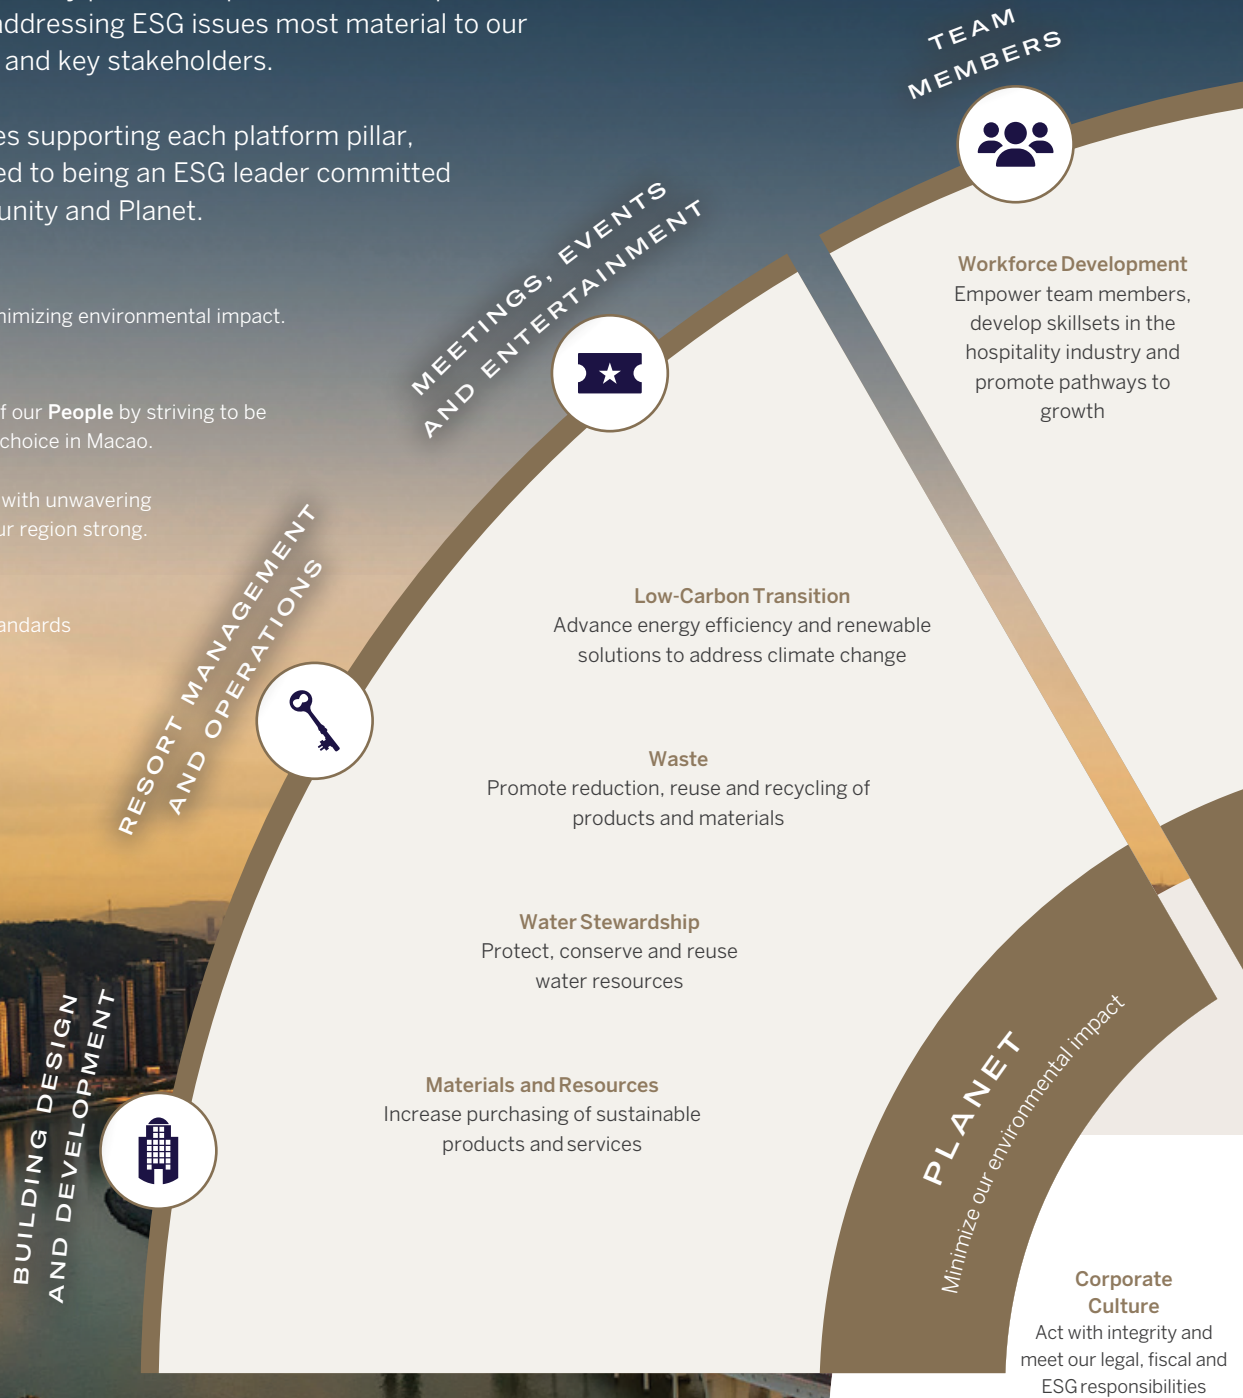 addressing ESG issues most material to our
and key stakeholders.
es supporting each platform pillar,
ed to being an ESG leader committed
unity and Planet.
nimizing environmental impact.
f our People by striving to be
choice in Macao.
with unwavering
ur region strong.
andards
TEAM
MEMBERS
MEETINGS, EVENTS
AND ENTERTAINMENT
RESORT MANAGEMENT
AND OPERATIONS
BUILDING DESIGN
AND DEVELOPMENT
Workforce Development
Empower team members,
develop skillsets in the
hospitality industry and
promote pathways to
growth
Low-Carbon Transition
Advance energy efficiency and renewable
solutions to address climate change
Waste
Promote reduction, reuse and recycling of
products and materials
Water Stewardship
Protect, conserve and reuse
water resources
Materials and Resources
Increase purchasing of sustainable
products and services
PLANET
Minimize our environmental impact
Corporate
Culture
Act with integrity and
meet our legal, fiscal and
ESG responsibilities